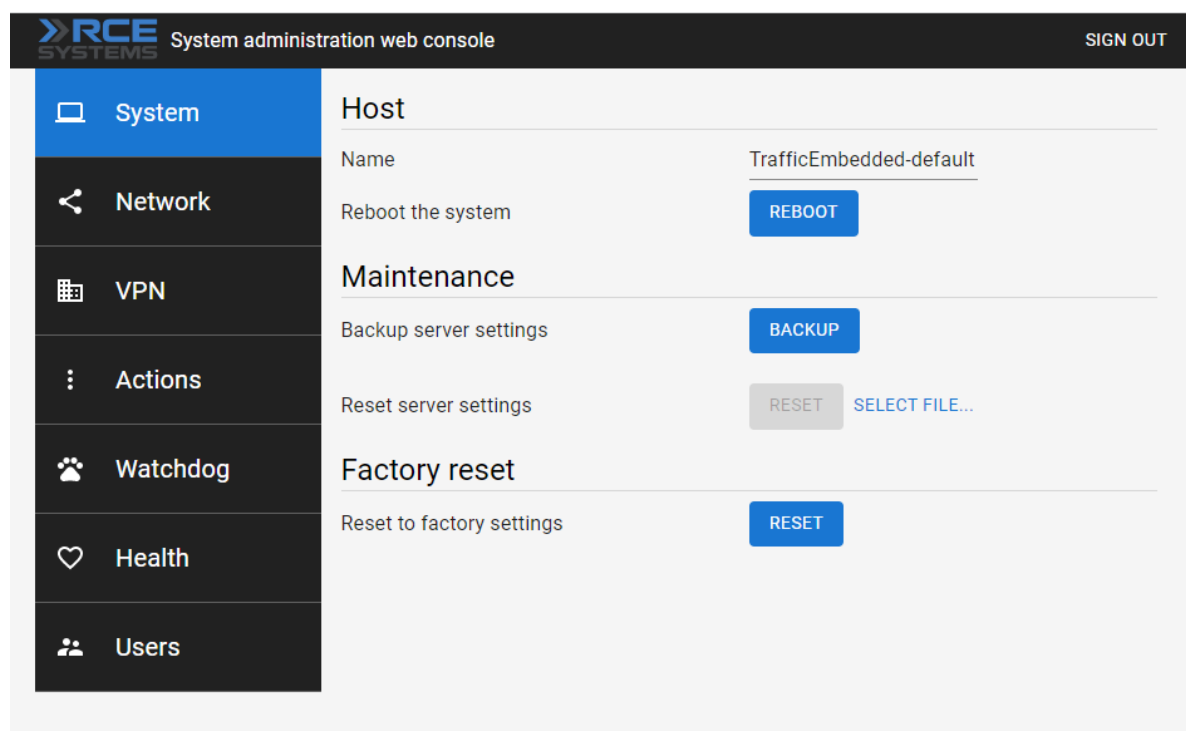 RCE SYSTEMS System administration web console SIGN OUT
System
Network
VPN
Actions
Watchdog
Health
Users
Host
Name TrafficEmbedded-default
Reboot the system REBOOT
Maintenance
Backup server settings BACKUP
Reset server settings RESET SELECT FILE...
Factory reset
Reset to factory settings RESET